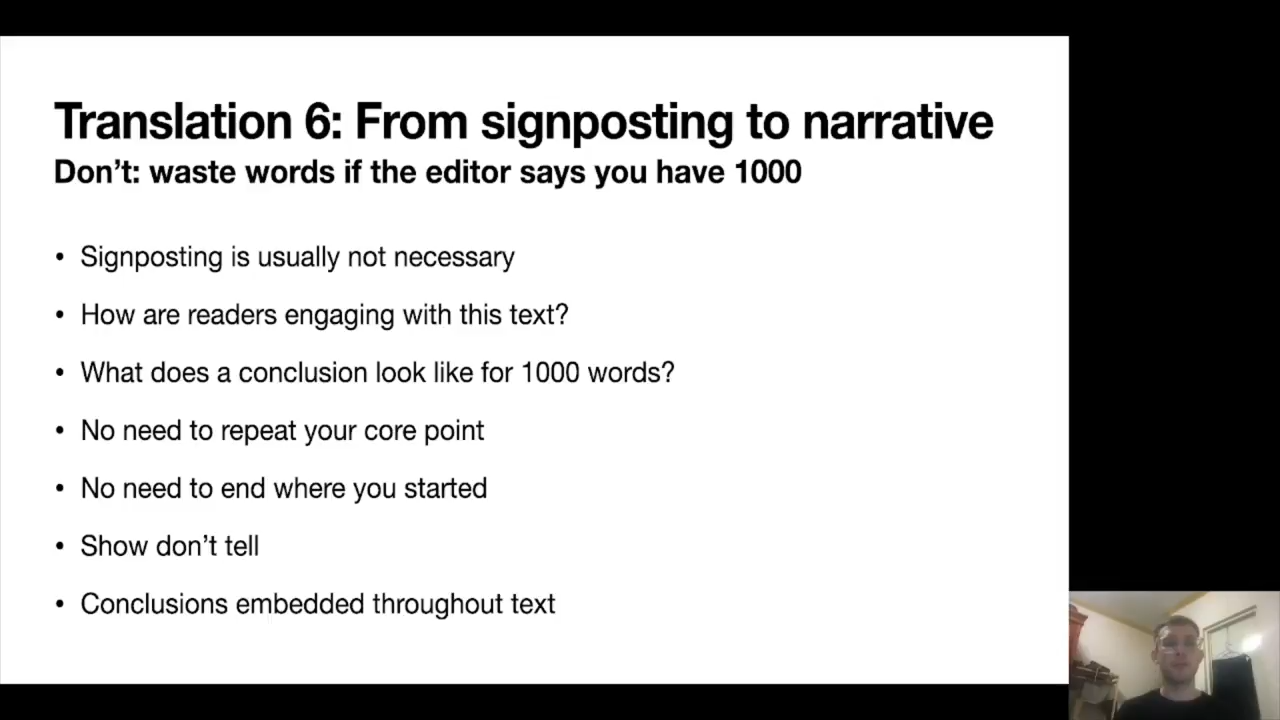 Translation 6: From signposting to narrative
Don't: waste words if the editor says you have 1000
• Signposting is usually not necessary
• How are readers engaging with this text?
• What does a conclusion look like for 1000 words?
• No need to repeat your core point
• No need to end where you started
• Show don't tell
• Conclusions embedded throughout text